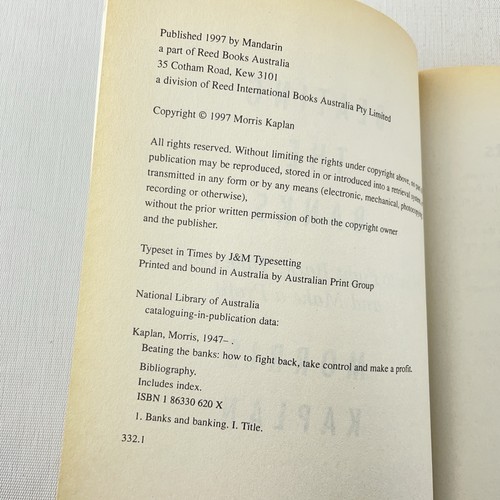 Published 1997 by Mandarin
a part of Reed Books Australia
35 Cotham Road, Kew 3101
a division of Reed International Books Australia Pty Limited
Copyright © 1997 Morris Kaplan
All rights reserved. Without limiting the rights under copyright above, no part of
publication may be reproduced, stored in or introduced into a retrieval system,
transmitted in any form or by any means (electronic, mechanical, photocopying
recording or otherwise),
without the prior written permission of both the copyright owner
and the publisher.
Typeset in Times by J&M Typesetting
Printed and bound in Australia by Australian Print Group
National Library of Australia
cataloguing-in-publication data:
Kaplan, Morris, 1947– .
Beating the banks: how to fight back, take control and make a profit.
Bibliography.
Includes index.
ISBN 1 86330 620 X
1. Banks and banking. I. Title.
332.1